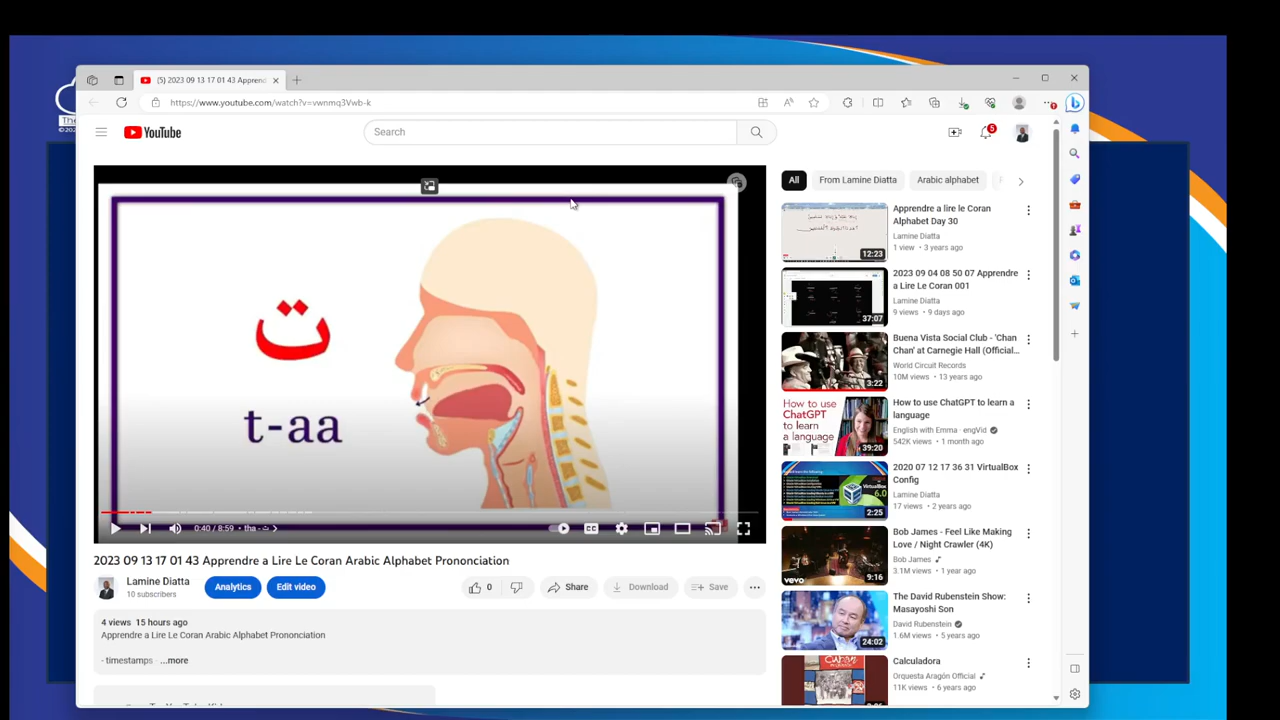 The
©202
(5) 2023 09 13 17 01 43 Apprend
https://www.youtube.com/watch?v=vwnmq3Vwb-k
YouTube
Search
5
ت
t-aa
0:40 / 8:59 • tha - ث
2023 09 13 17 01 43 Apprendre a Lire Le Coran Arabic Alphabet Prononciation
Lamine Diatta
10 subscribers
Analytics
Edit video
0
Share
Download
Save
4 views 15 hours ago
Apprendre a Lire Le Coran Arabic Alphabet Prononciation
- timestamps ...more
All
From Lamine Diatta
Arabic alphabet
Apprendre a lire le Coran
Alphabet Day 30
Lamine Diatta
1 view • 3 years ago
12:23
2023 09 04 08 50 07 Apprendre
a Lire Le Coran 001
Lamine Diatta
9 views • 9 days ago
37:07
Buena Vista Social Club - 'Chan
Chan' at Carnegie Hall (Official...
World Circuit Records
10M views • 13 years ago
3:22
How to use
ChatGPT
to learn
a language
How to use ChatGPT to learn a
language
English with Emma · engVid
542K views • 1 month ago
39:20
2020 07 12 17 36 31 VirtualBox
Config
Lamine Diatta
17 views • 2 years ago
6.0
2:25
Bob James - Feel Like Making
Love / Night Crawler (4K)
Bob James
3.1M views • 1 year ago
vevo
9:16
The David Rubenstein Show:
Masayoshi Son
David Rubenstein
1.6M views • 5 years ago
24:02
Calculadora
Orquesta Aragón Official
11K views • 6 years ago